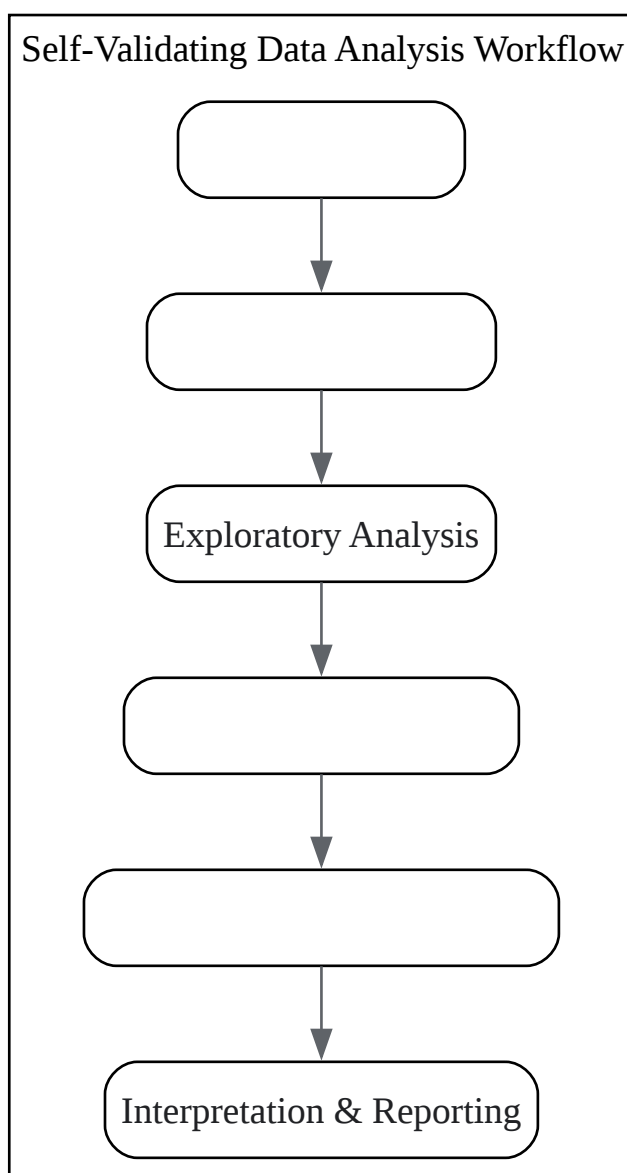 Self-Validating Data Analysis Workflow
Exploratory Analysis
Interpretation & Reporting